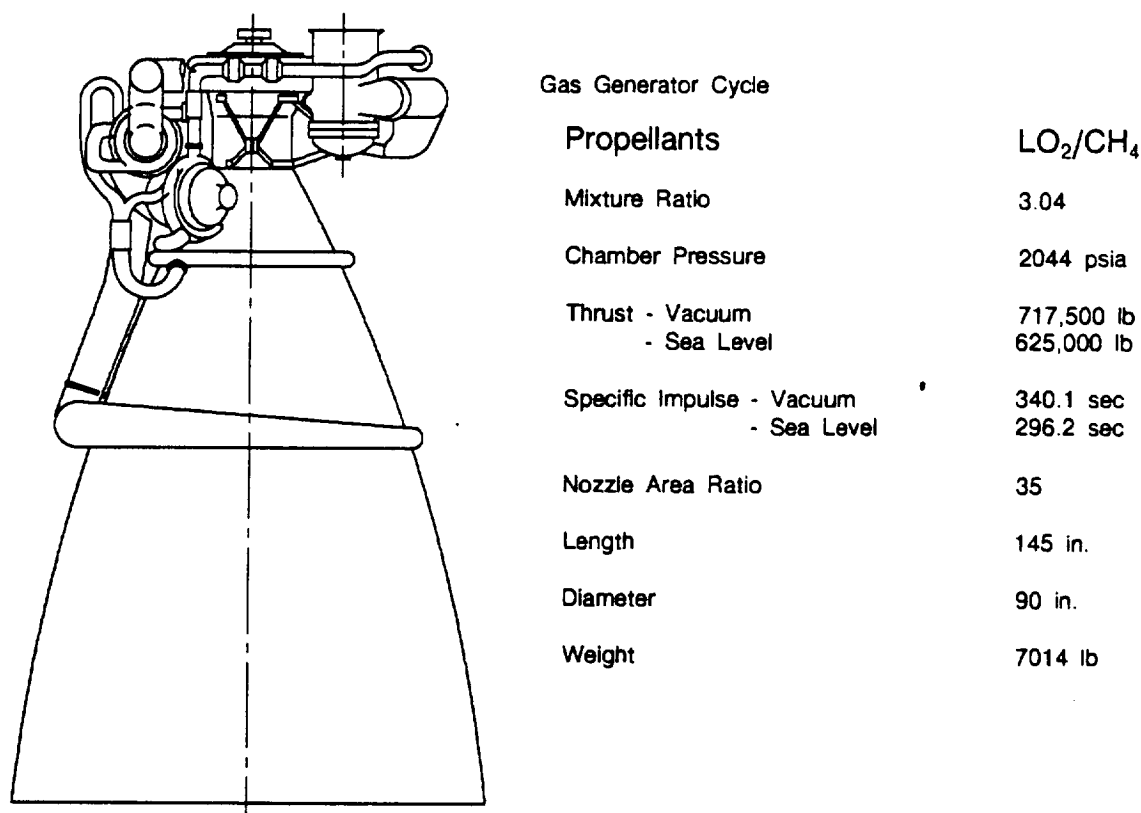 Gas Generator Cycle
Propellants LO₂/CH₄
Mixture Ratio 3.04
Chamber Pressure 2044 psia
Thrust - Vacuum 717,500 lb
- Sea Level 625,000 lb
Specific Impulse - Vacuum 340.1 sec
- Sea Level 296.2 sec
Nozzle Area Ratio 35
Length 145 in.
Diameter 90 in.
Weight 7014 lb